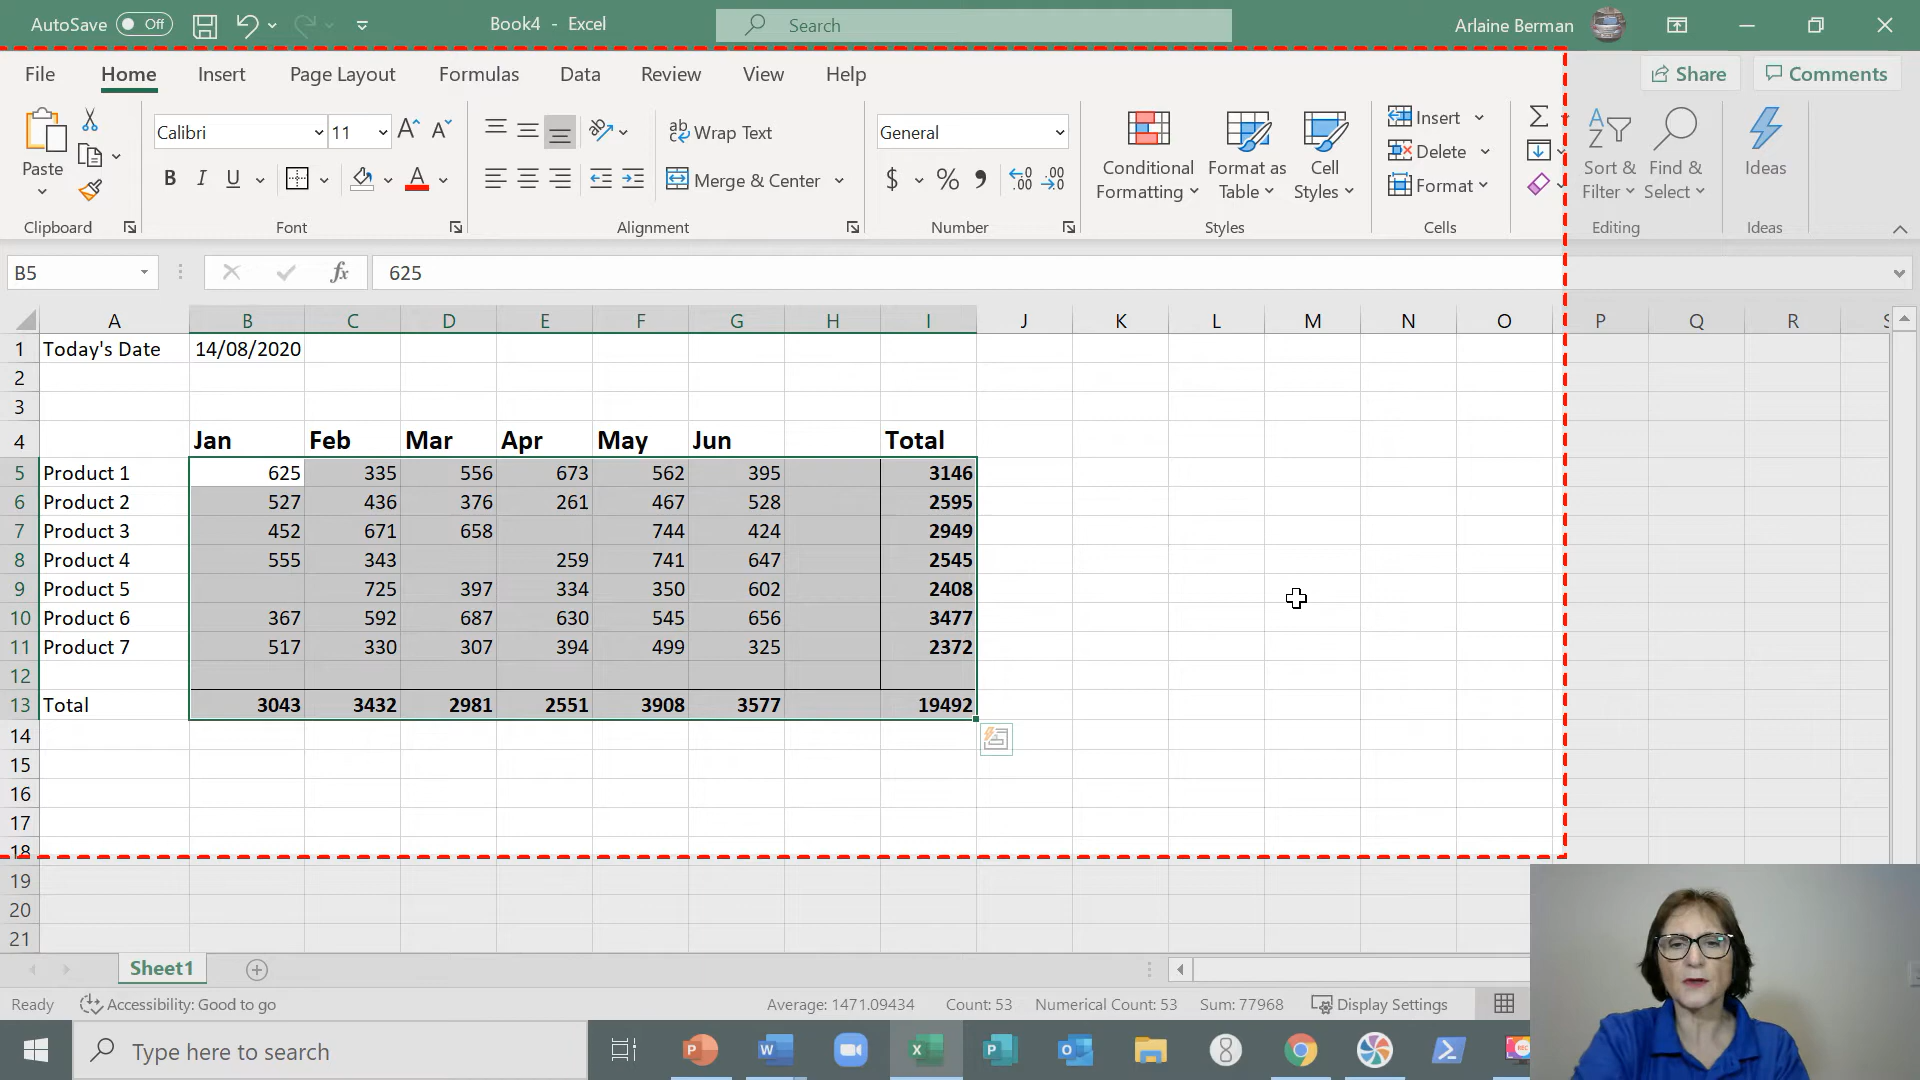 AutoSave Off Book4 - Excel Search Arlaine Berman
File Home Insert Page Layout Formulas Data Review View Help Share Comments
Paste Calibri 11 Wrap Text General Conditional Formatting Format as Table Cell Styles Insert Sort & Filter Find & Select Ideas
B I U Merge & Center $ % Delete
Format
Clipboard Font Alignment Number Styles Cells Editing Ideas
B5 fx 625
A B C D E F G H I J K L M N O P Q R S
1 Today's Date 14/08/2020
2
3
4 Jan Feb Mar Apr May Jun Total
5 Product 1 625 335 556 673 562 395 3146
6 Product 2 527 436 376 261 467 528 2595
7 Product 3 452 671 658 744 424 2949
8 Product 4 555 343 259 741 647 2545
9 Product 5 725 397 334 350 602 2408
10 Product 6 367 592 687 630 545 656 3477
11 Product 7 517 330 307 394 499 325 2372
12
13 Total 3043 3432 2981 2551 3908 3577 19492
14
15
16
17
18
19
20
21
Sheet1
Ready Accessibility: Good to go Average: 1471.09434 Count: 53 Numerical Count: 53 Sum: 77968 Display Settings
Type here to search